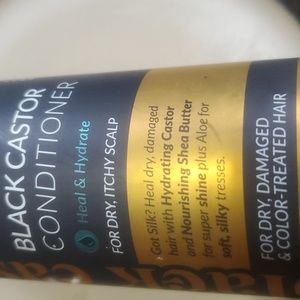 BLACK CASTOR
CONDITIONER
Heal & Hydrate
FOR DRY, ITCHY SCALP
Got Silk? Heal dry, damaged
hair with Hydrating Castor
and Nourishing Shea Butter
for super shine plus Aloe for
soft, silky tresses.
FOR DRY, DAMAGED
& COLOR-TREATED HAIR